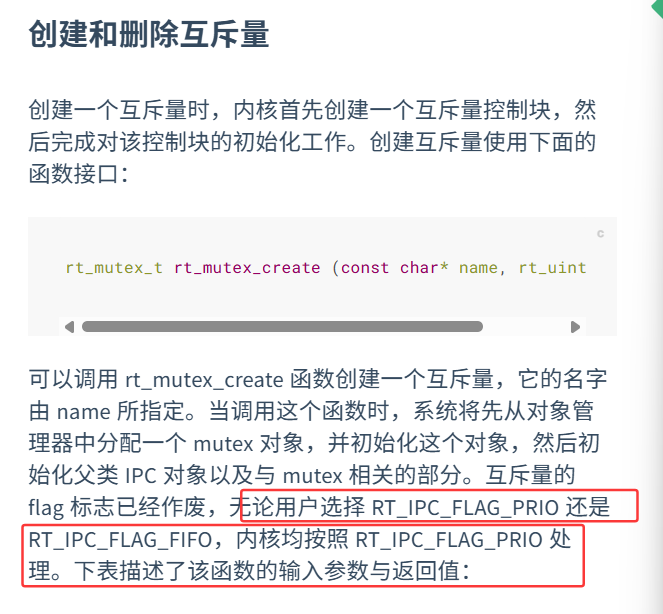 创建和删除互斥量
创建一个互斥量时，内核首先创建一个互斥量控制块，然
后完成对该控制块的初始化工作。创建互斥量使用下面的
函数接口：
c
rt_mutex_t rt_mutex_create (const char* name, rt_uint
可以调用 rt_mutex_create 函数创建一个互斥量，它的名字
由 name 所指定。当调用这个函数时，系统将先从对象管
理器中分配一个 mutex 对象，并初始化这个对象，然后初
始化父类 IPC 对象以及与 mutex 相关的部分。互斥量的
flag 标志已经作废，无论用户选择 RT_IPC_FLAG_PRIO 还是
RT_IPC_FLAG_FIFO，内核均按照 RT_IPC_FLAG_PRIO 处
理。下表描述了该函数的输入参数与返回值：